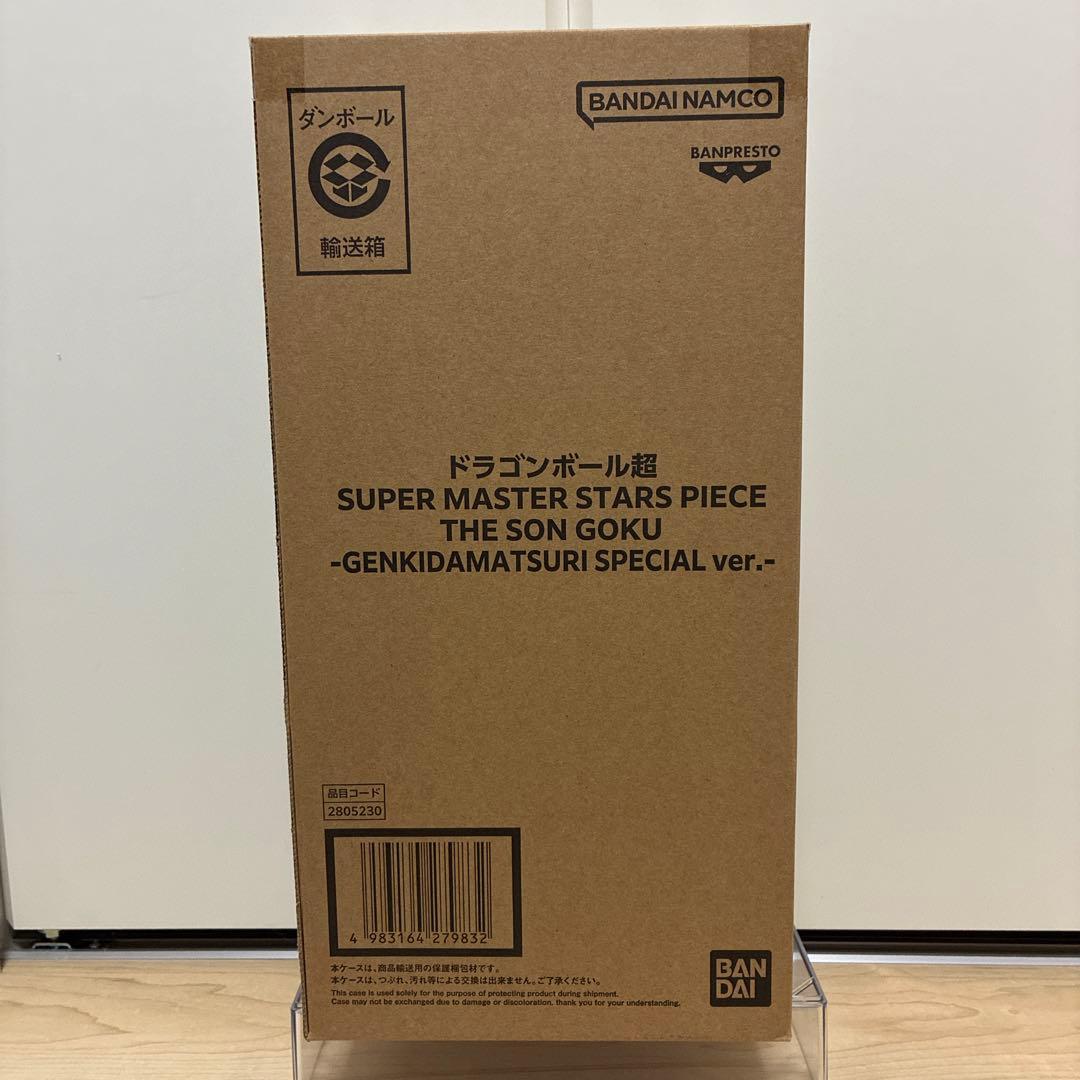 ダンボール
輸送箱
BANDAI NAMCO
BANPRESTO
ドラゴンボール超
SUPER MASTER STARS PIECE
THE SON GOKU
-GENKIDAMATSURI SPECIAL ver.-
品目コード
2805230
4 983164 279832
本ケースは、商品輸送用の保護梱包材です。
本ケースは、つぶれ、汚れ等による交換は出来ません。ご了承ください。
This case is used solely for the purpose of protecting product during shipment.
Case may not be exchanged due to damage or discoloration. thank you for your understanding.
BAN
DAI